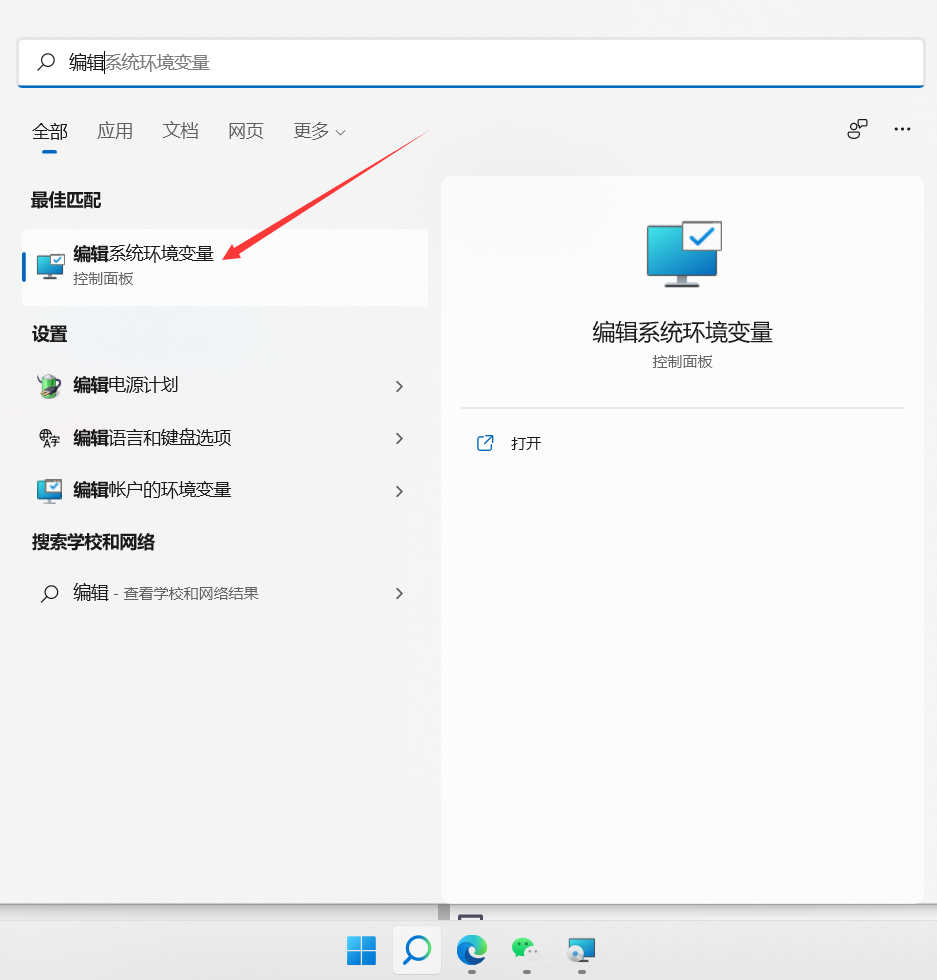 编辑系统环境变量
全部 应用 文档 网页 更多
最佳匹配
编辑系统环境变量
控制面板
设置
编辑电源计划
编辑语言和键盘选项
编辑帐户的环境变量
搜索学校和网络
编辑 - 查看学校和网络结果
编辑系统环境变量
控制面板
打开